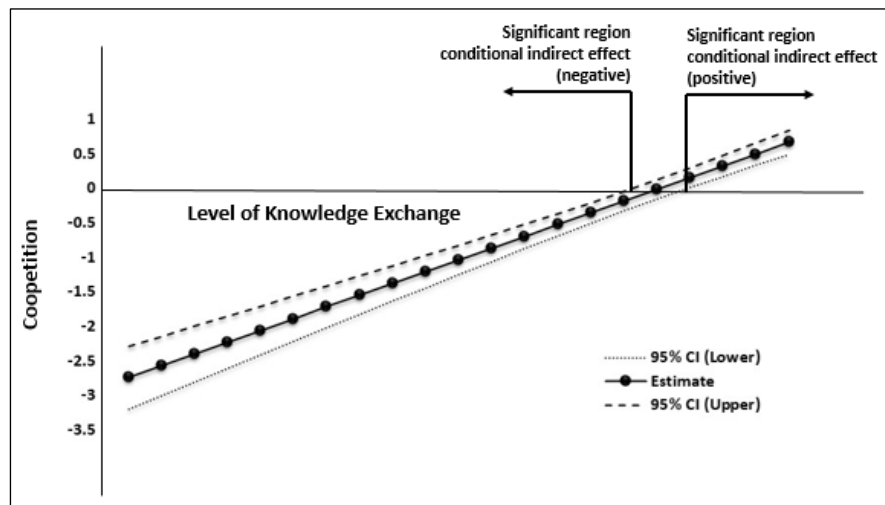 Significant region
conditional indirect effect
(negative)
Significant region
conditional indirect effect
(positive)
1
0.5
0
-0.5
-1
-1.5
-2
-2.5
-3
-3.5
Coopetition
Level of Knowledge Exchange
95% CI (Lower)
Estimate
95% CI (Upper)